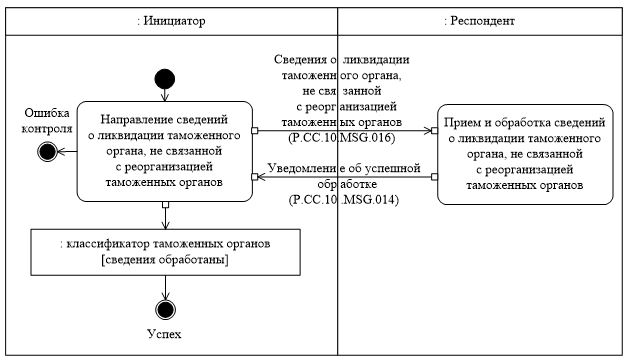 : Инициатор
: Респондент
Сведения о ликвидации
таможенного органа,
не связанной
с реорганизацией
таможенных органов
(P.CC.10.MSG.016)
Ошибка
контроля
Направление сведений
о ликвидации таможенного
органа, не связанной
с реорганизацией
таможенных органов
Прием и обработка сведений
о ликвидации таможенного
органа, не связанной
с реорганизацией
таможенных органов
Уведомление об успешной
обработке
(P.CC.10.MSG.014)
: классификатор таможенных органов
[сведения обработаны]
Успех